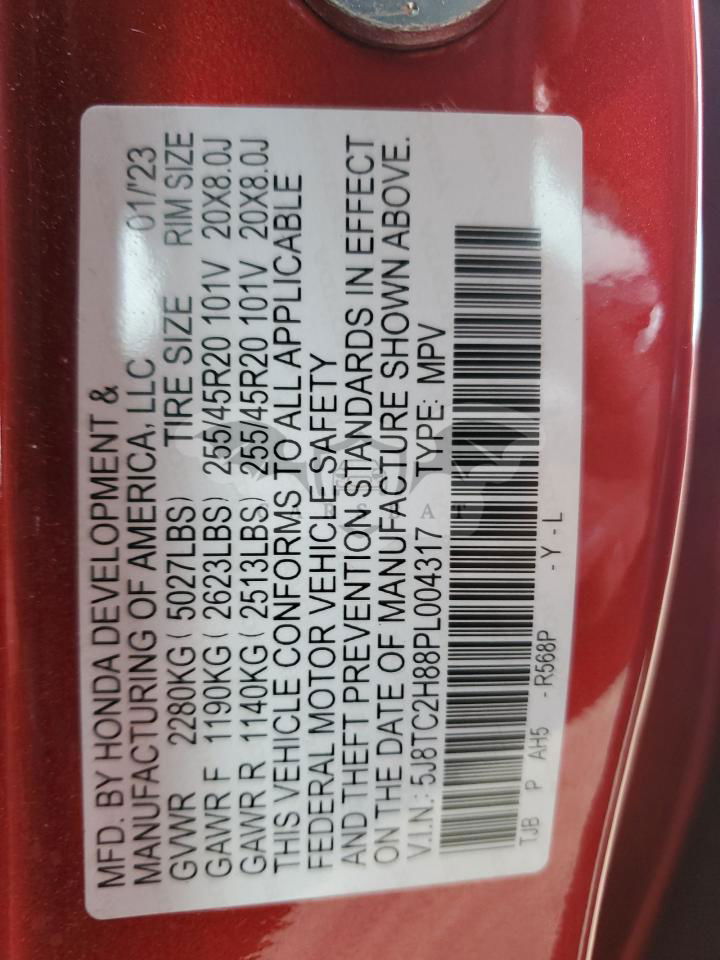 MFD. BY HONDA DEVELOPMENT &
MANUFACTURING OF AMERICA, LLC 01/'23
GVWR 2280KG ( 5027LBS) TIRE SIZE RIM SIZE
GAWR F 1190KG ( 2623LBS) 255/45R20 101V 20X8.0J
GAWR R 1140KG ( 2513LBS) 255/45R20 101V 20X8.0J
THIS VEHICLE CONFORMS TO ALL APPLICABLE
FEDERAL MOTOR VEHICLE SAFETY
AND THEFT PREVENTION STANDARDS IN EFFECT
ON THE DATE OF MANUFACTURE SHOWN ABOVE.
V.I.N.: 5J8TC2H88PL004317 TYPE: MPV
TJB P AH5 -R568P -Y-L